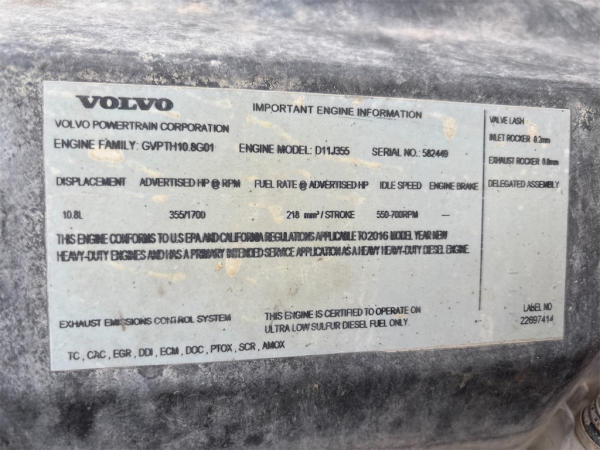 VOLVO
IMPORTANT ENGINE INFORMATION
VOLVO POWERTRAIN CORPORATION
ENGINE FAMILY: GVPTH10.8G01 ENGINE MODEL: D11J355 SERIAL NO: 582449
DISPLACEMENT ADVERTISED HP @ RPM FUEL RATE @ ADVERTISED HP IDLE SPEED ENGINE BRAKE
10.8L 355/1700 218 mm³ / STROKE 550-700RPM —
THIS ENGINE CONFORMS TO U.S EPA AND CALIFORNIA REGULATIONS APPLICABLE TO 2016 MODEL YEAR NEW
HEAVY-DUTY ENGINES AND HAS A PRIMARY INTENDED SERVICE APPLICATION AS A HEAVY HEAVY-DUTY DIESEL ENGINE.
EXHAUST EMISSIONS CONTROL SYSTEM
THIS ENGINE IS CERTIFIED TO OPERATE ON
ULTRA LOW SULFUR DIESEL FUEL ONLY.
TC , CAC , EGR , DDI , ECM , DOC , PTOX , SCR , AMOX
VALVE LASH
INLET ROCKER 0.2mm
EXHAUST ROCKER 0.8mm
DELEGATED ASSEMBLY
LABEL NO
22697414